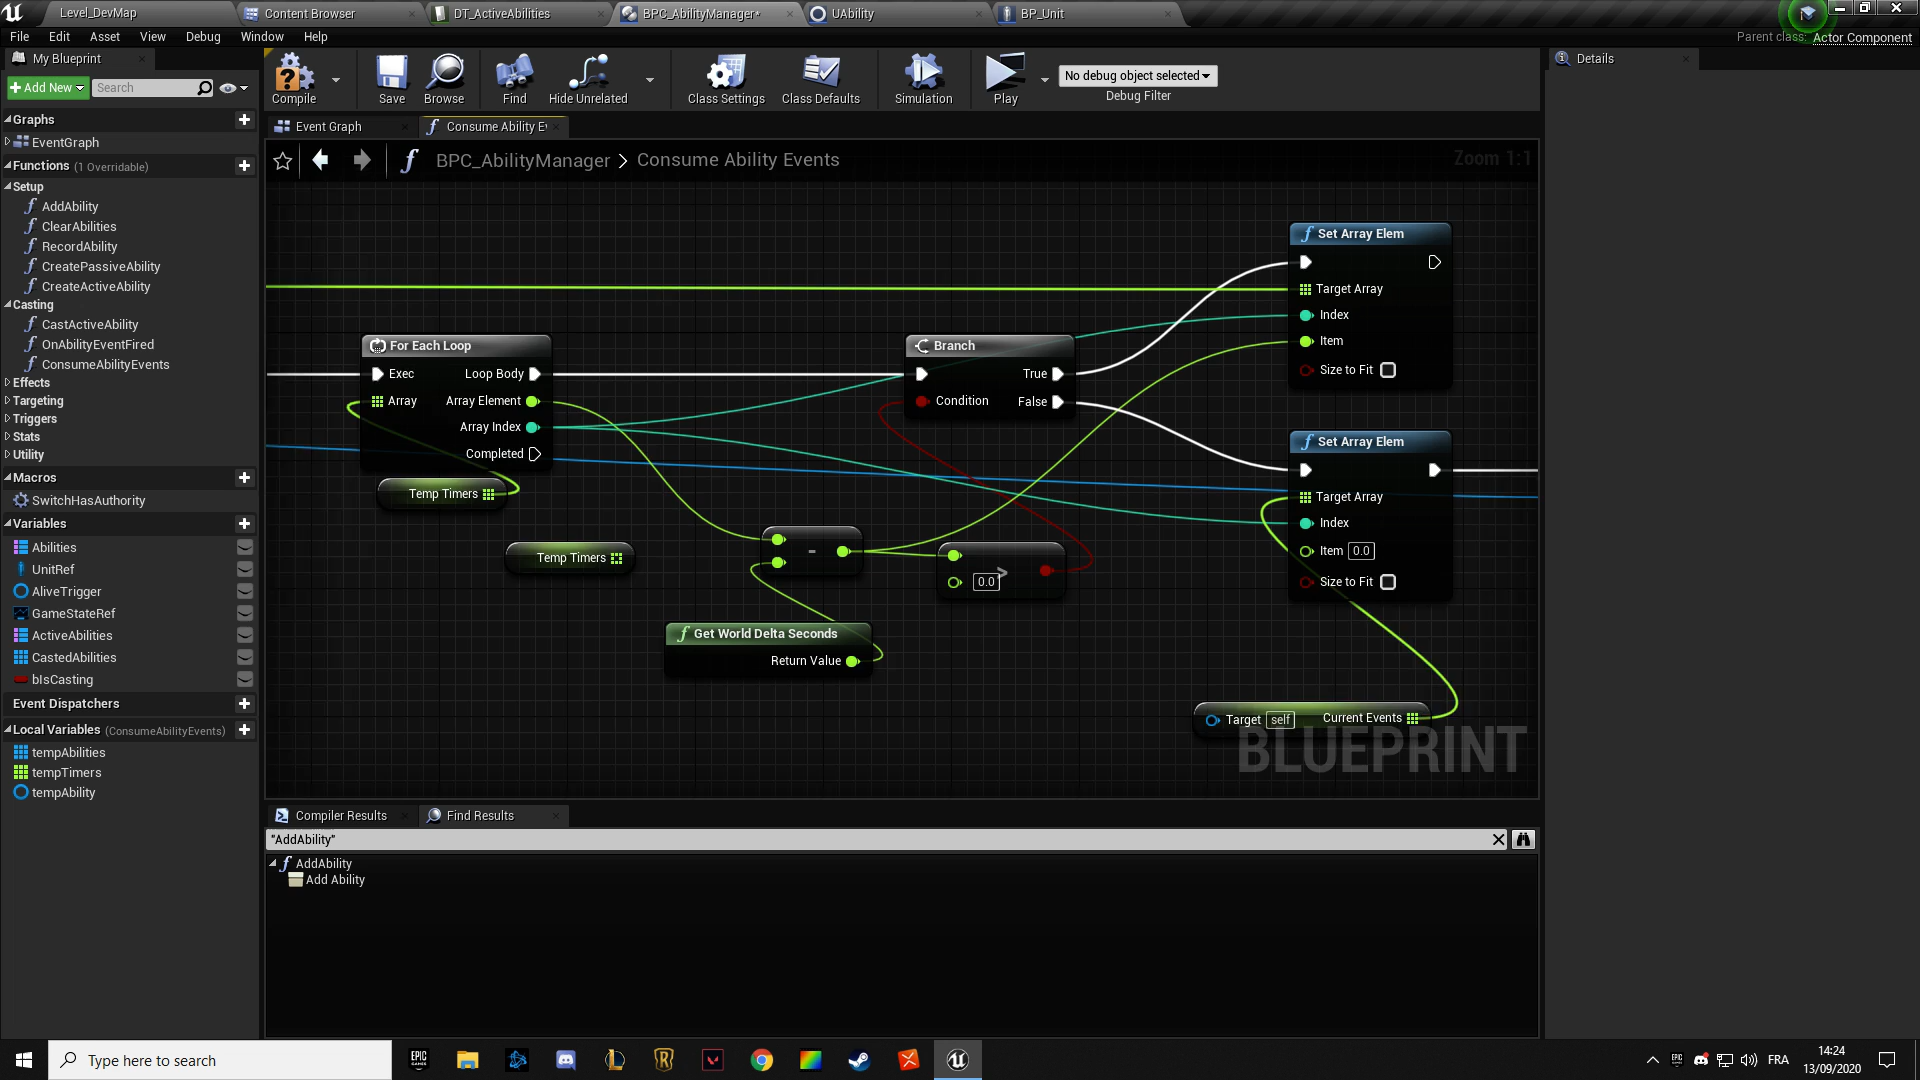 Level_DevMap
Content Browser
DT_ActiveAbilities
BPC_AbilityManager*
UAbility
BP_Unit
File Edit Asset View Debug Window Help
Parent class: Actor Component
My Blueprint
Add New
Search
Compile
Save
Browse
Find
Hide Unrelated
Class Settings
Class Defaults
Simulation
Play
No debug object selected
Debug Filter
Details
Graphs
EventGraph
Functions (1 Overridable)
Setup
AddAbility
ClearAbilities
RecordAbility
CreatePassiveAbility
CreateActiveAbility
Casting
CastActiveAbility
OnAbilityEventFired
ConsumeAbilityEvents
Effects
Targeting
Triggers
Stats
Utility
Macros
SwitchHasAuthority
Variables
Abilities
UnitRef
AliveTrigger
GameStateRef
ActiveAbilities
CastedAbilities
bIsCasting
Event Dispatchers
Local Variables (ConsumeAbilityEvents)
tempAbilities
tempTimers
tempAbility
Event Graph
Consume Ability E
BPC_AbilityManager > Consume Ability Events
Zoom 1:1
For Each Loop
Exec Loop Body
Array Array Element
Array Index
Completed
Temp Timers
Temp Timers
-
Get World Delta Seconds
Return Value
Branch
True
Condition False
0.0 >
Set Array Elem
Target Array
Index
Item
Size to Fit
Set Array Elem
Target Array
Index
Item 0.0
Size to Fit
Target self Current Events
BLUEPRINT
Compiler Results
Find Results
"AddAbility"
AddAbility
Add Ability
Type here to search
EPIC GAMES
FRA
14:24
13/09/2020